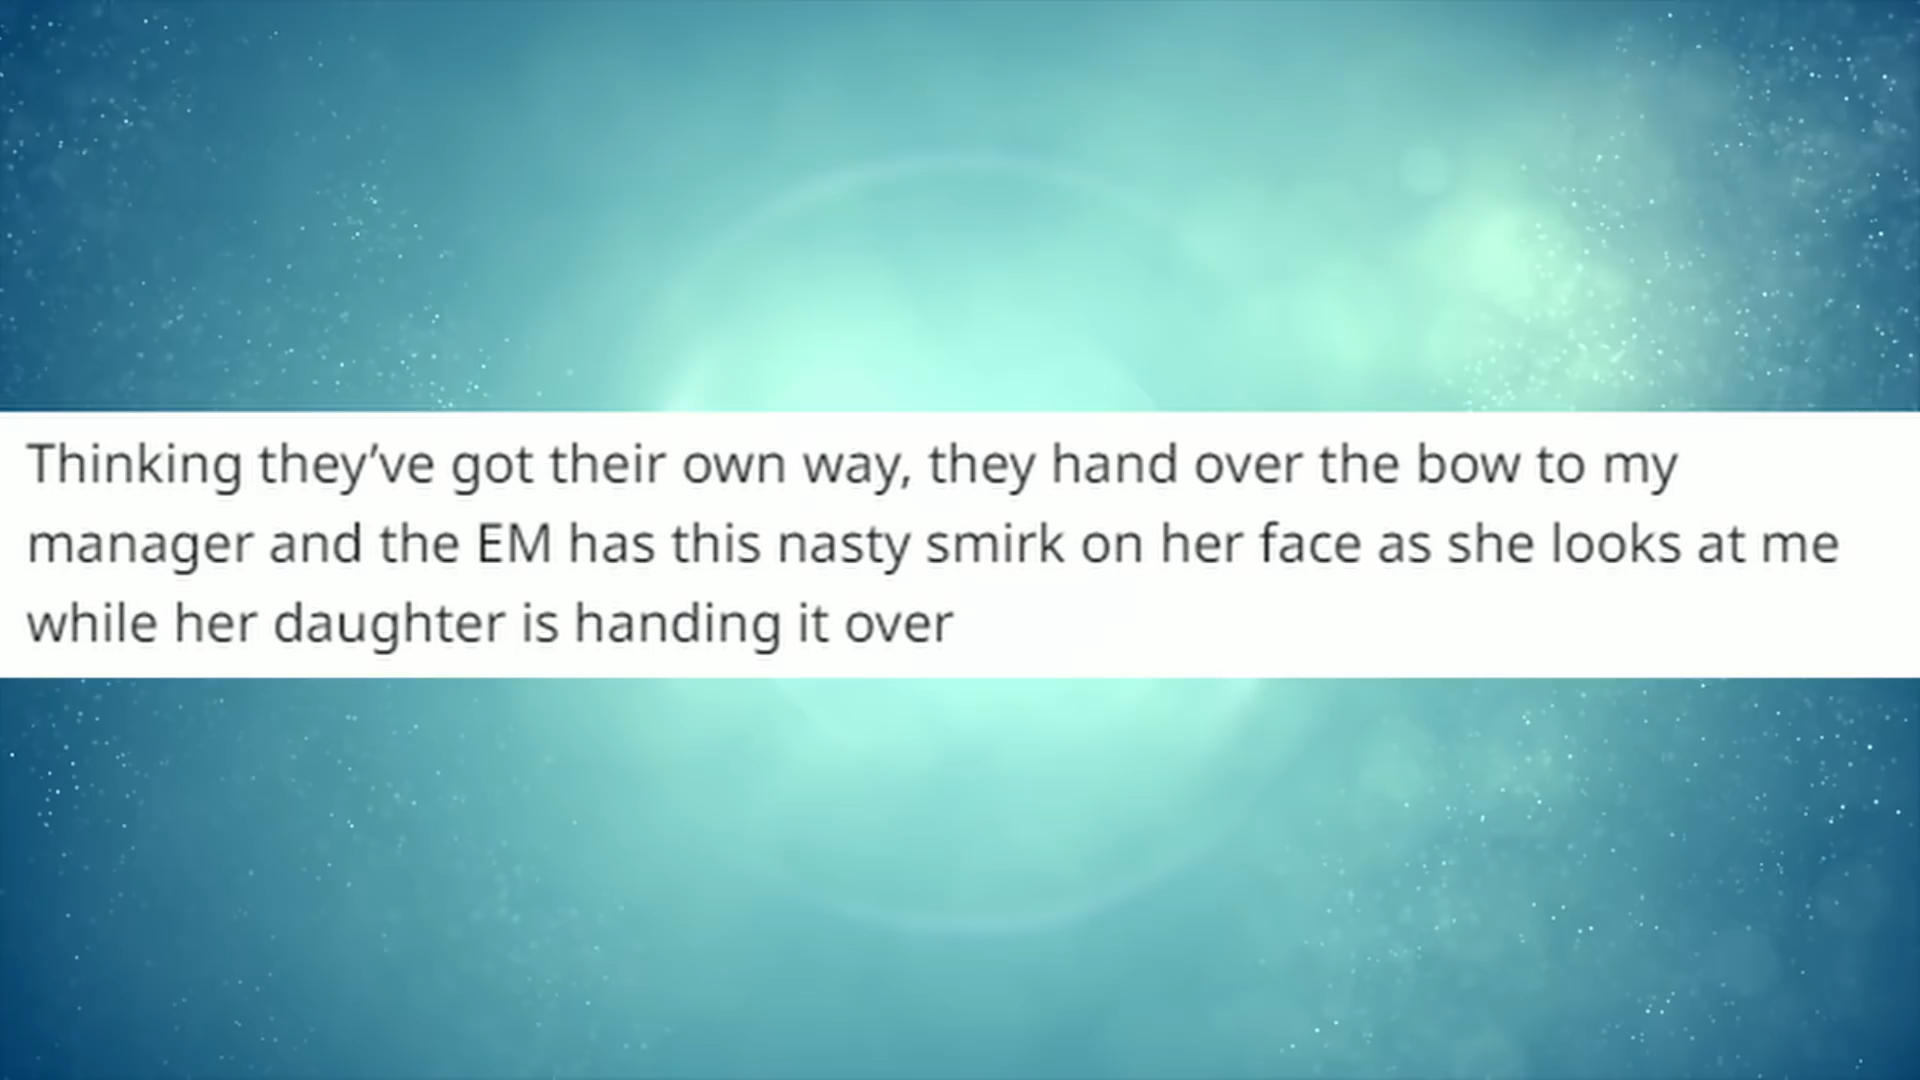 Thinking they’ve got their own way, they hand over the bow to my
manager and the EM has this nasty smirk on her face as she looks at me
while her daughter is handing it over